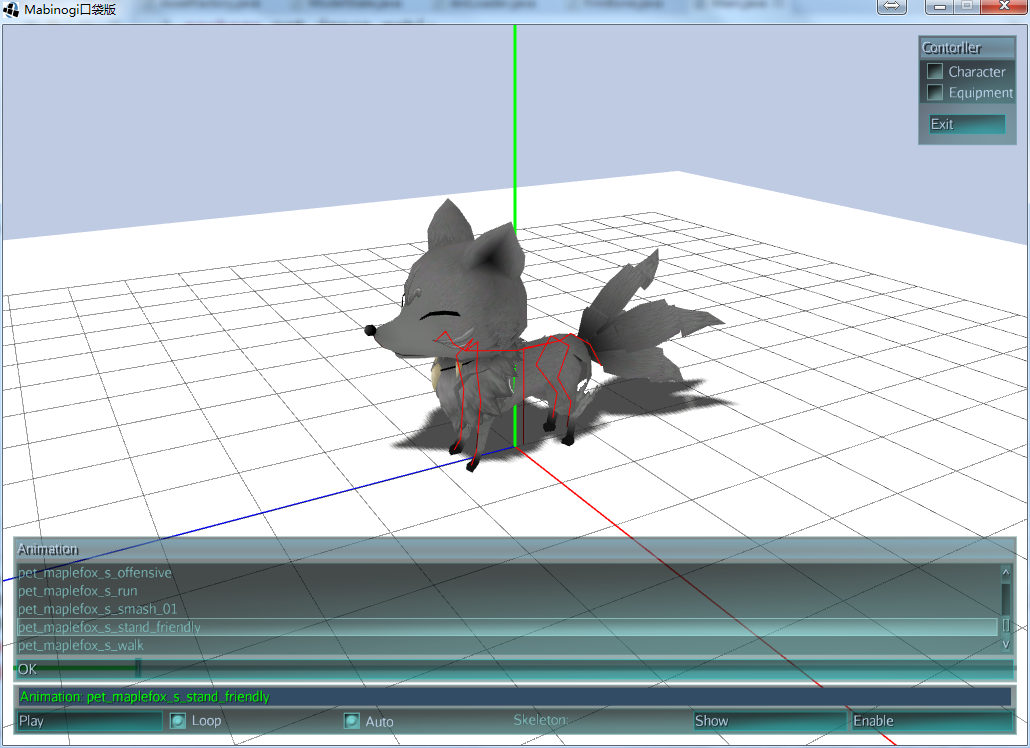 Mabinogi口袋版
Contorller
Character
Equipment
Exit
Animation
pet_maplefox_s_offensive
pet_maplefox_s_run
pet_maplefox_s_smash_01
pet_maplefox_s_stand_friendly
pet_maplefox_s_walk
OK
Animation: pet_maplefox_s_stand_friendly
Play Loop Auto Skeleton: Show Enable